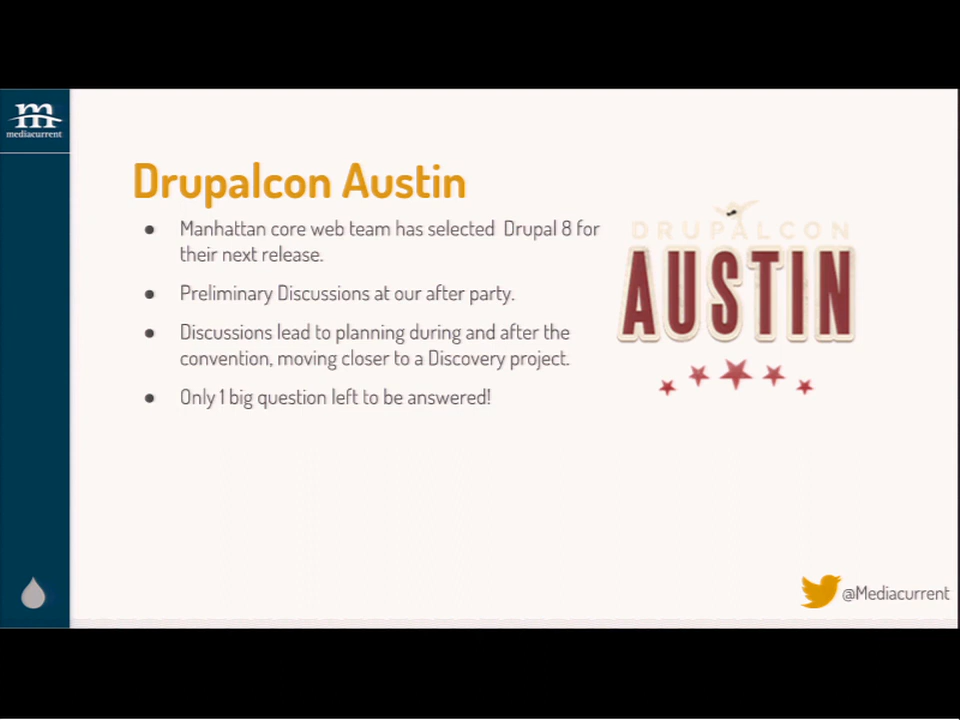 m
mediacurrent
Drupalcon Austin
● Manhattan core web team has selected Drupal 8 for
their next release.
● Preliminary Discussions at our after party.
● Discussions lead to planning during and after the
convention, moving closer to a Discovery project.
● Only 1 big question left to be answered!
DRUPALCON
AUSTIN
@Mediacurrent